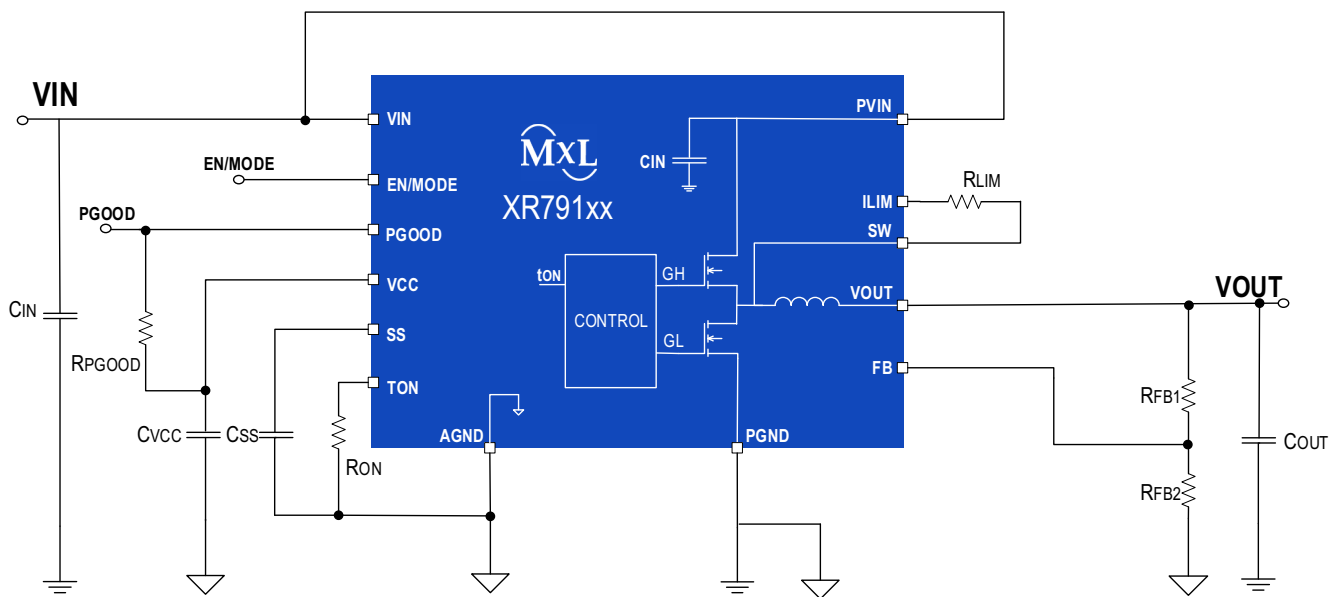 VIN
VIN
PVIN
MXL
CIN
EN/MODE
EN/MODE
RLIM
ILIM
XR791xx
PGOOD
PGOOD
SW
tON
GH
VCC
VOUT
VOUT
CIN
CONTROL
SS
GL
RPGOOD
FB
TON
RFB1
CVCC
CSS
AGND
PGND
COUT
RON
RFB2